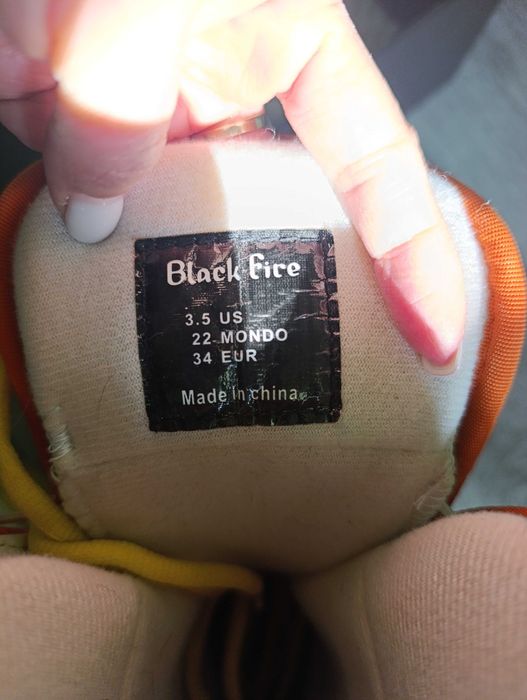 Black Fire
3.5 US
22 MONDO
34 EUR
Made in china